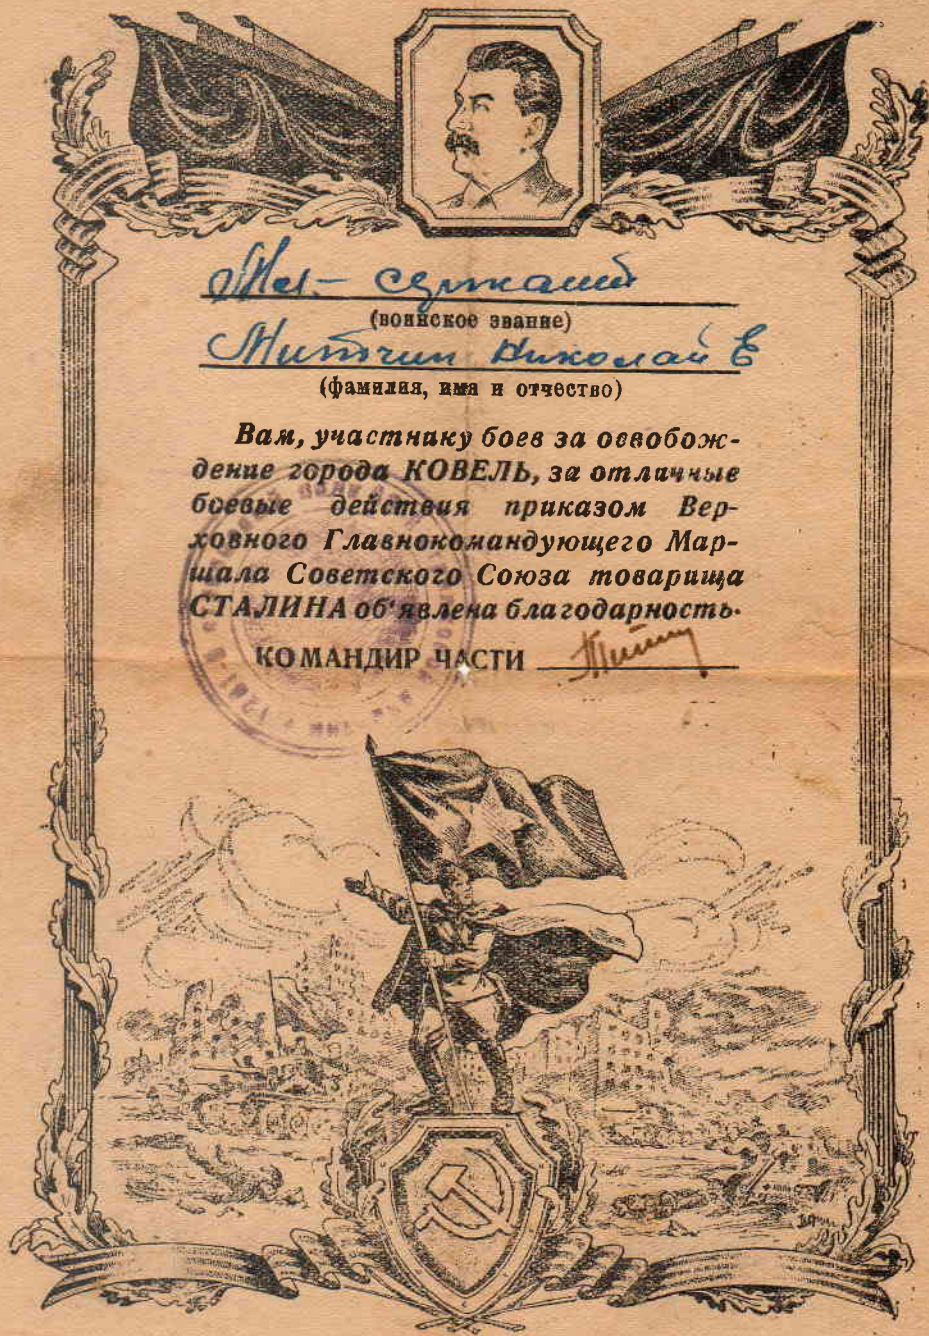 Мл.- сержант
(воинское звание)
Миточин Николай Е
(фамилия, имя и отчество)
Вам, участнику боев за освобож-
дение города КОВЕЛЬ, за отличные
боевые действия приказом Вер-
ховного Главнокомандующего Мар-
шала Советского Союза товарища
СТАЛИНА об'явлена благодарность.
КОМАНДИР ЧАСТИ